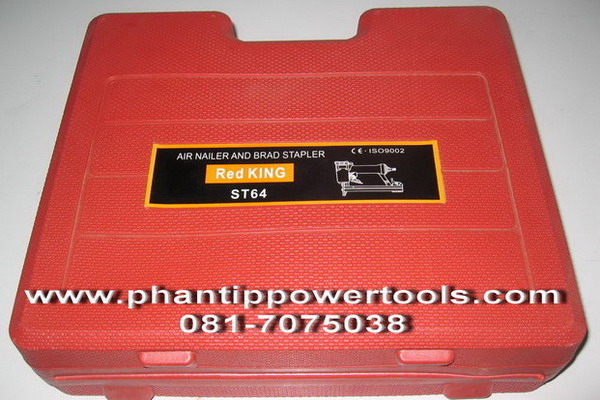 AIR NAILER AND BRAD STAPLER
CE · ISO9002
Red KING
ST64
www.phantippowertools.com
081-7075038